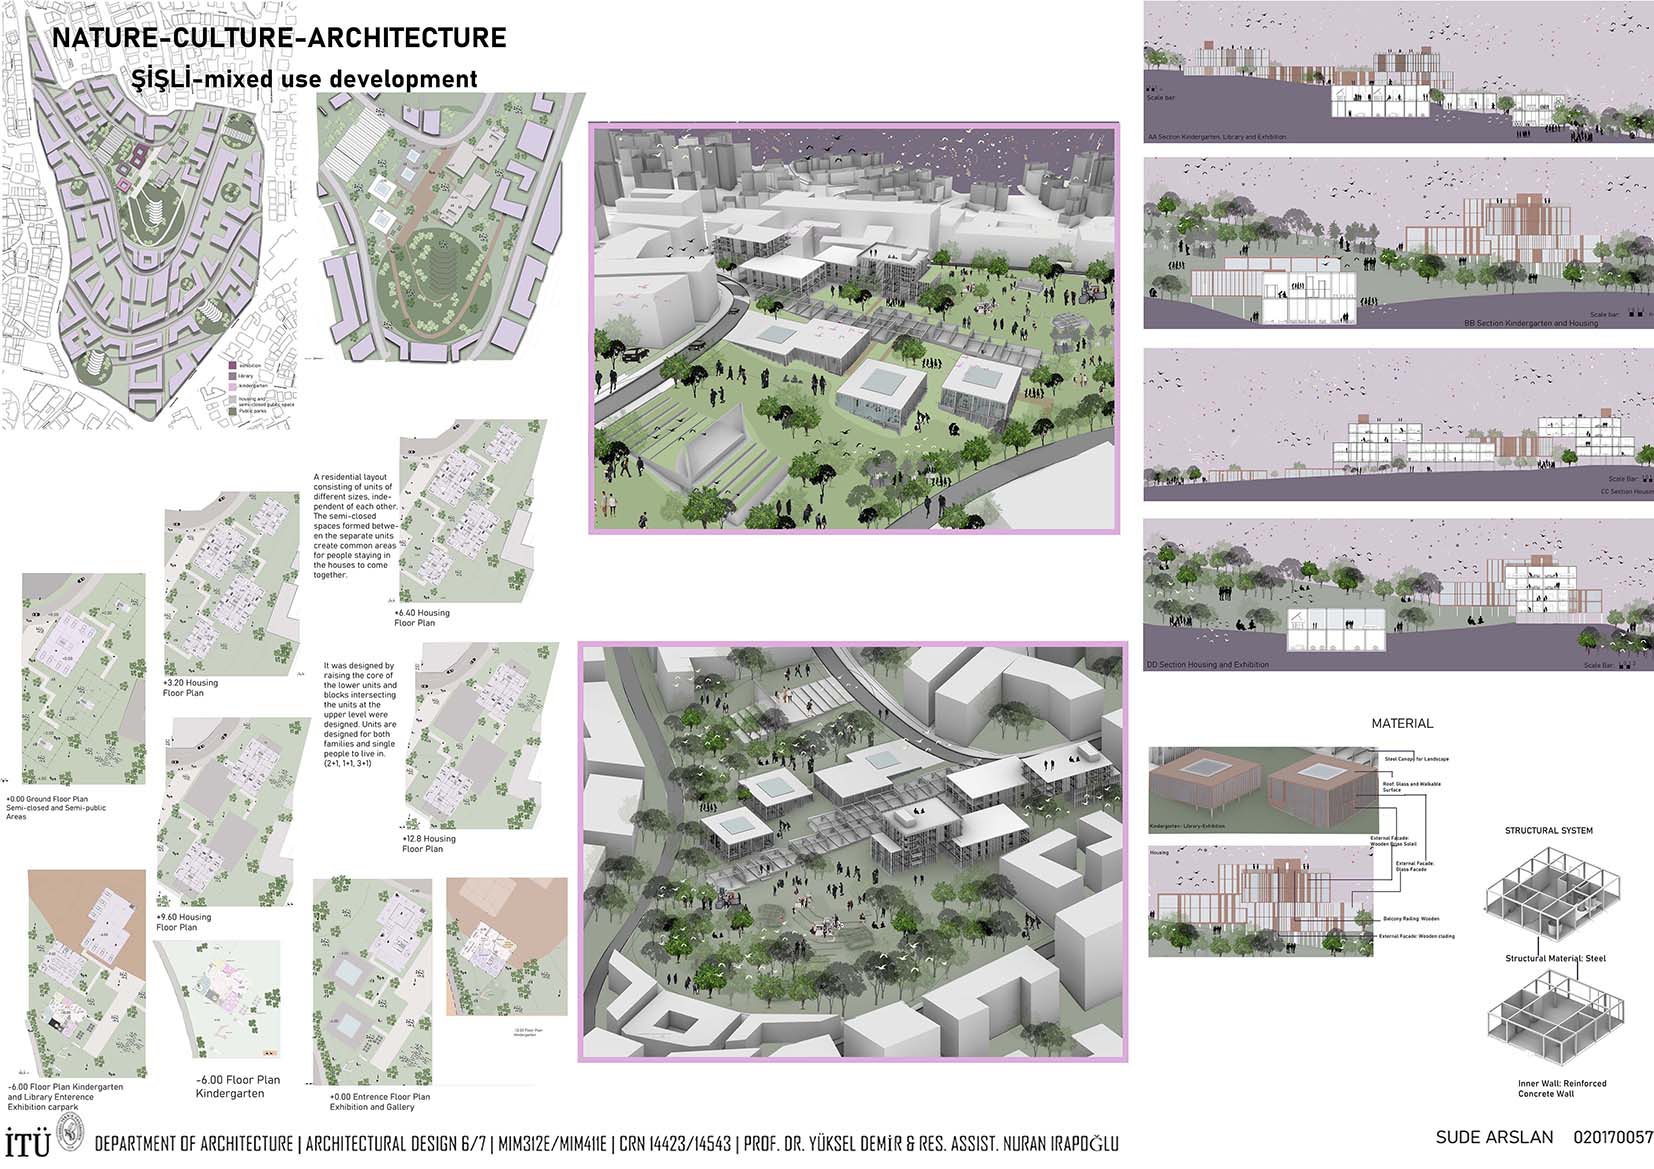 NATURE-CULTURE-ARCHITECTURE
ŞİŞLİ-mixed use development
exhibition
library
kindergarten
housing and
semi-closed public space
Public parks
A residential layout
consisting of units of
different sizes, inde-
pendent of each other.
The semi-closed
spaces formed betwe-
en the separate units
create common areas
for people staying in
the houses to come
together.
+6.40 Housing
Floor Plan
+3.20 Housing
Floor Plan
It was designed by
raising the core of
the lower units and
blocks intersecting
the units at the
upper level were
designed. Units are
designed for both
families and single
people to live in.
(2+1, 1+1, 3+1)
+0.00 Ground Floor Plan
Semi-closed and Semi-public
Areas
+12.8 Housing
Floor Plan
+9.60 Housing
Floor Plan
-6.00 Floor Plan Kindergarten
and Library Enterence
Exhibition carpark
-6.00 Floor Plan
Kindergarten
+0.00 Entrence Floor Plan
Exhibition and Gallery
Floor Plan
Kindergarten
Scale bar:
AA Section Kindergarten, Library and Exhibition
Scale bar:
BB Section Kindergarten and Housing
Scale Bar:
CC Section House
DD Section Housing and Exhibition
Scale Bar:
MATERIAL
Steel Canopy for Landscape
Roof: Glass and Walkable
Surface
Kindergarten- Library-Exhibition
External Facade:
Wooden Brise Soleil
Housing
External Facade:
Glass Facade
Balcony Railing: Wooden
External Facade: Wooden clading
STRUCTURAL SYSTEM
Structural Material: Steel
Inner Wall: Reinforced
Concrete Wall
İTÜ
DEPARTMENT OF ARCHITECTURE | ARCHITECTURAL DESIGN 6/7 | MIM312E/MIM411E | CRN 14423/14543 | PROF. DR. YÜKSEL DEMİR & RES. ASSIST. NURAN IRAPOĞLU
SUDE ARSLAN 020170057